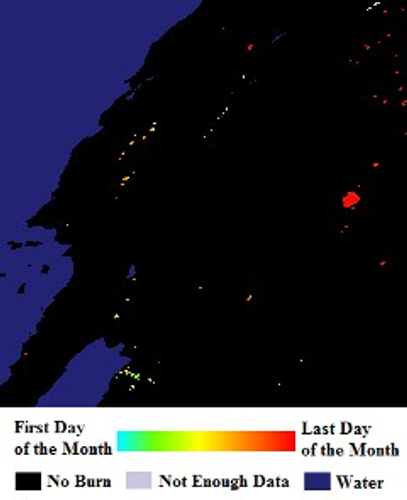 First Day
of the Month
Last Day
of the Month
No Burn
Not Enough Data
Water